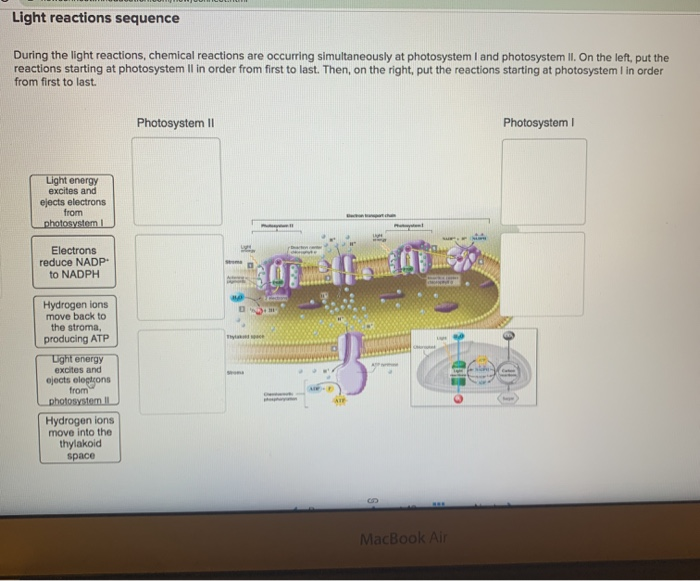 Light reactions sequence
During the light reactions, chemical reactions are occurring simultaneously at photosystem I and photosystem II. On the left, put the
reactions starting at photosystem II in order from first to last. Then, on the right, put the reactions starting at photosystem I in order
from first to last.
Photosystem II
Photosystem I
Light energy
excites and
ejects electrons
from
photosystem I
Electrons
reduce NADP+
to NADPH
Hydrogen ions
move back to
the stroma,
producing ATP
Light energy
excites and
ejects electrons
from
photosystem II
Hydrogen ions
move into the
thylakoid
space
Electron transport chain
Photosystem II
Photosystem I
Stroma
Thylakoid space
Stroma
ATP
MacBook Air